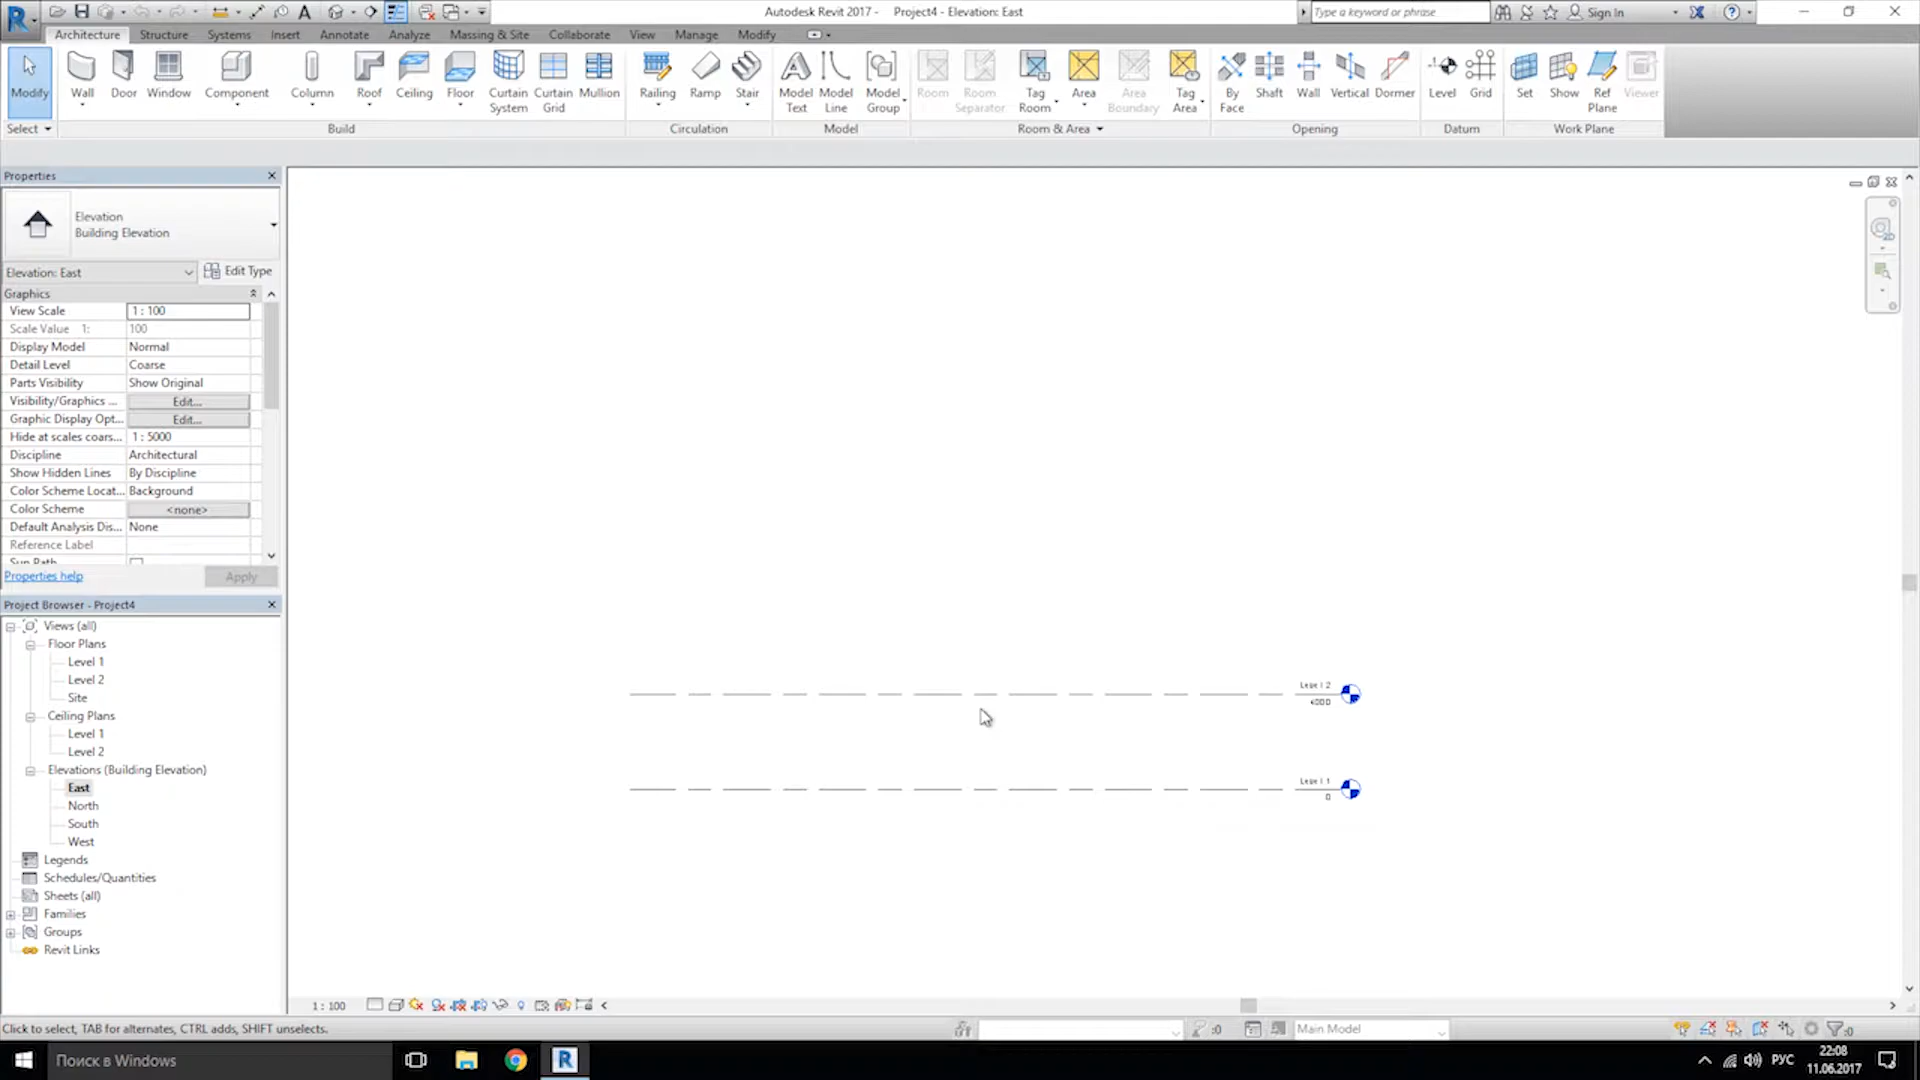 Autodesk Revit 2017 - Project4 - Elevation: East
Type a keyword or phrase
Sign In
Architecture Structure Systems Insert Annotate Analyze Massing & Site Collaborate View Manage Modify
Modify Wall Door Window Component Column Roof Ceiling Floor Curtain System Curtain Grid Mullion Railing Ramp Stair Model Text Model Line Model Group Room Room Separator Tag Room Area Area Boundary Tag Area By Face Shaft Wall Vertical Dormer Level Grid Set Show Ref Plane Viewer
Select Build Circulation Model Room & Area Opening Datum Work Plane
Properties
Elevation
Building Elevation
Elevation: East Edit Type
Graphics
View Scale 1 : 100
Scale Value 1: 100
Display Model Normal
Detail Level Coarse
Parts Visibility Show Original
Visibility/Graphics ... Edit...
Graphic Display Opt... Edit...
Hide at scales coars... 1 : 5000
Discipline Architectural
Show Hidden Lines By Discipline
Color Scheme Locat... Background
Color Scheme <none>
Default Analysis Dis... None
Reference Label
Sun Path
Properties help Apply
Project Browser - Project4
Views (all)
Floor Plans
Level 1
Level 2
Site
Ceiling Plans
Level 1
Level 2
Elevations (Building Elevation)
East
North
South
West
Legends
Schedules/Quantities
Sheets (all)
Families
Groups
Revit Links
Level 2
4000
Level 1
0
1 : 100
Click to select, TAB for alternates, CTRL adds, SHIFT unselects.
:0
Main Model
:0
Поиск в Windows
РУС
22:08
11.06.2017